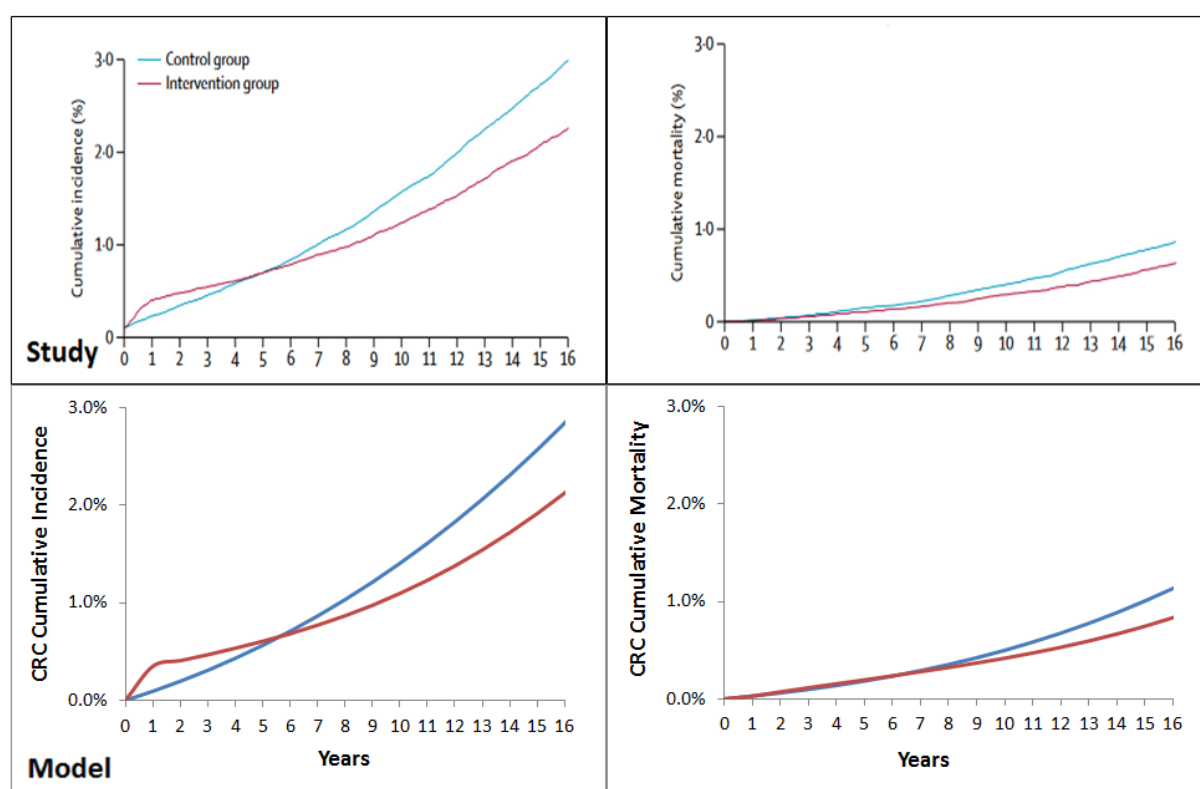 Cumulative incidence (%)
3·0
2·0
1·0
0
Control group
Intervention group
0 1 2 3 4 5 6 7 8 9 10 11 12 13 14 15 16
Study
Cumulative mortality (%)
3·0
2·0
1·0
0
0 1 2 3 4 5 6 7 8 9 10 11 12 13 14 15 16
CRC Cumulative Incidence
3.0%
2.0%
1.0%
0.0%
0 1 2 3 4 5 6 7 8 9 10 11 12 13 14 15 16
Years
Model
CRC Cumulative Mortality
3.0%
2.0%
1.0%
0.0%
0 1 2 3 4 5 6 7 8 9 10 11 12 13 14 15 16
Years